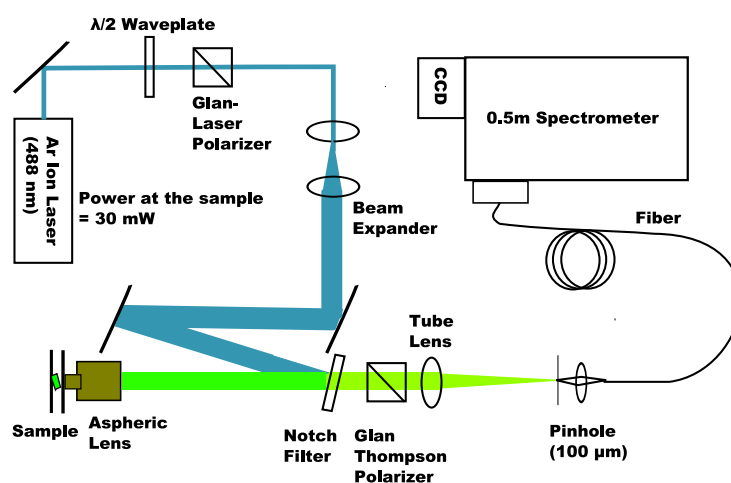 λ/2 Waveplate
Glan-
Laser
Polarizer
Ar Ion Laser
(488 nm)
Power at the sample
= 30 mW
Beam
Expander
CCD
0.5m Spectrometer
Fiber
Tube
Lens
Sample
Aspheric
Lens
Notch
Filter
Glan
Thompson
Polarizer
Pinhole
(100 µm)